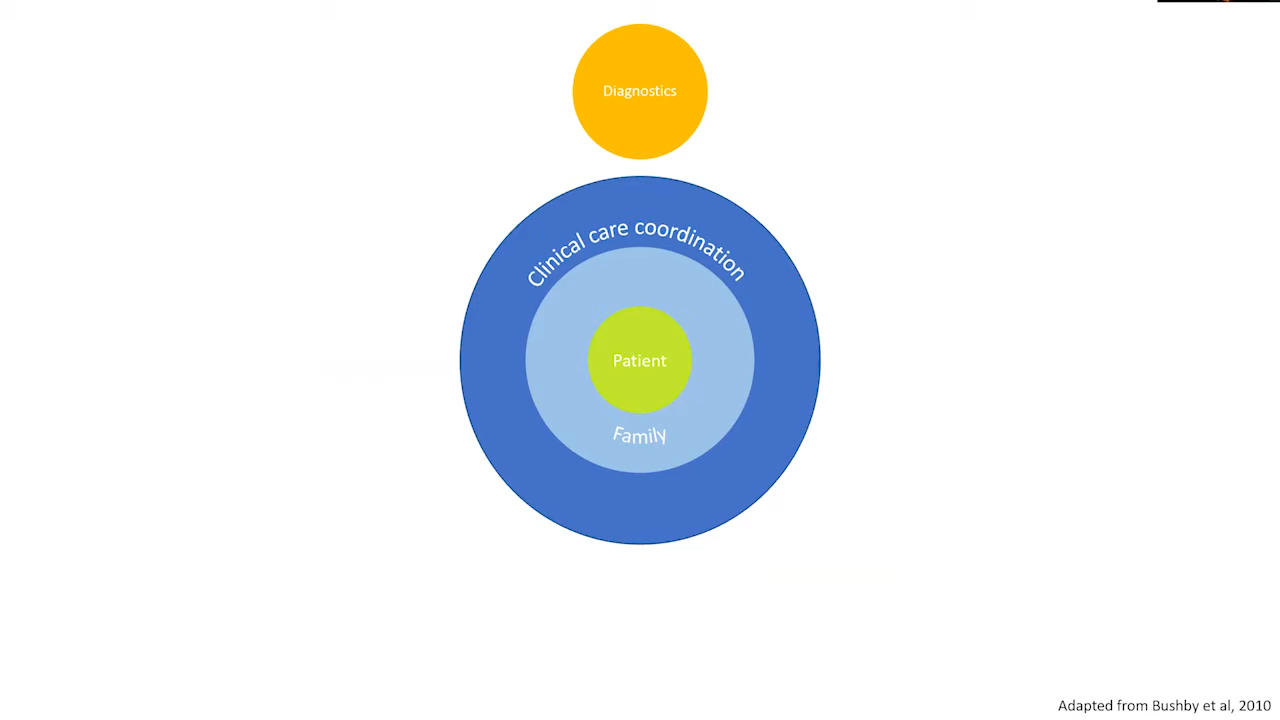 Diagnostics
Clinical care coordination
Patient
Family
Adapted from Bushby et al, 2010